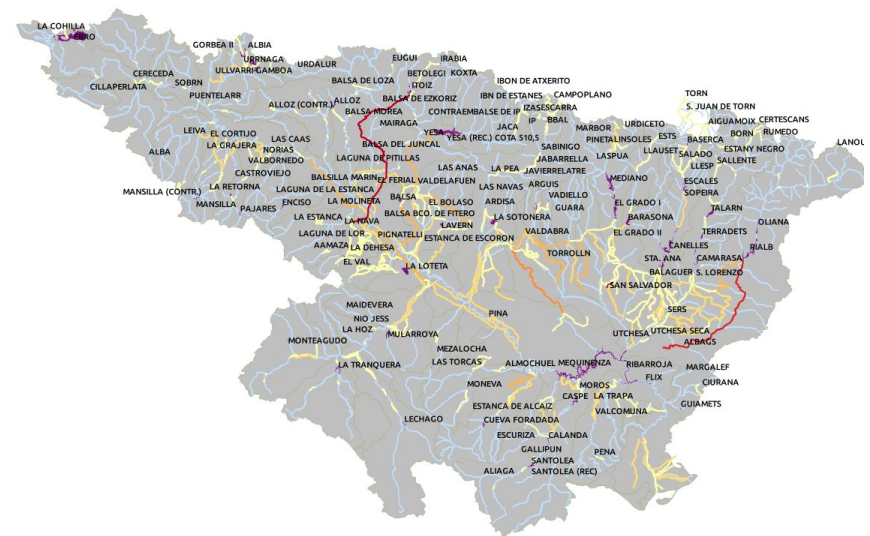 LA COHILLA
EBRO
GORBEA II
ALBIA
URRNAGA
ULLVARRI-GAMBOA
URDALUR
EUGUI
IRABIA
CERECEDA
SOBRN
CILLAPERLATA
PUENTELARR
BALSA DE LOZA
BETOLEGI
KOXTA
ITOIZ
IBON DE ATXERITO
ALLOZ (CONTR.)
ALLOZ
BALSA DE EZKORIZ
IBN DE ESTANES
CAMPOPLANO
TORN
BALSA MOREA
CONTRAEMBALSE DE IP
IZAS
ESCARRA
S. JUAN DE TORN
MAIRAGA
IP
BBAL
LEIVA
EL CORTIJO
YESA
JACA
MARBOR
URDICETO
AIGUAMOIX
CERTESCANS
LAS CAAS
YESA (REC.) COTA 510,5
PINETA
LINSOLES
ESTS
BASERCA
BORN
RUMEDO
LA GRAJERA
NORIAS
BALSA DEL JUNCAL
SABINIGO
LLAUSET
SALADO
ESTANY NEGRO
LANOU
ALBA
VALBORNEDO
LAGUNA DE PITILLAS
JABARRELLA
LASPUA
LLESP
SALLENTE
CASTROVIEJO
BALSILLA MARIN
LAS ANAS
LA PEA
JAVIERRELATRE
MEDIANO
ESCALES
EL FERIAL
VALDELAFUEN
MANSILLA (CONTR.)
LA RETORNA
LAGUNA DE LA ESTANCA
LAS NAVAS
ARGUIS
SOPEIRA
ENCISO
LA MOLINETA
BALSA
EL BOLASO
ARDISA
VADIELLO
EL GRADO I
TALARN
MANSILLA
PAJARES
GUARA
LA ESTANCA
LA NAVA
BALSA BCO. DE FITERO
LA SOTONERA
BARASONA
OLIANA
LAGUNA DE LOR
PIGNATELLI
LAVERN
VALDABRA
EL GRADO II
TERRADETS
AAMAZA
LA DEHESA
ESTANCA DE ESCORON
CANELLES
RIALB
EL VAL
TORROLLN
STA. ANA
CAMARASA
LA LOTETA
BALAGUER
S. LORENZO
SAN SALVADOR
MAIDEVERA
SERS
NIO JESS
PINA
LA HOZ
MULARROYA
UTCHESA
UTCHESA SECA
MONTEAGUDO
ALBAGS
MEZALOCHA
LA TRANQUERA
LAS TORCAS
ALMOCHUEL
MEQUINENZA
RIBARROJA
MARGALEF
FLIX
MONEVA
MOROS
CIURANA
CASPE
LA TRAPA
ESTANCA DE ALCAIZ
GUIAMETS
LECHAGO
CUEVA FORADADA
VALCOMUNA
ESCURIZA
CALANDA
GALLIPUN
PENA
SANTOLEA
ALIAGA
SANTOLEA (REC)